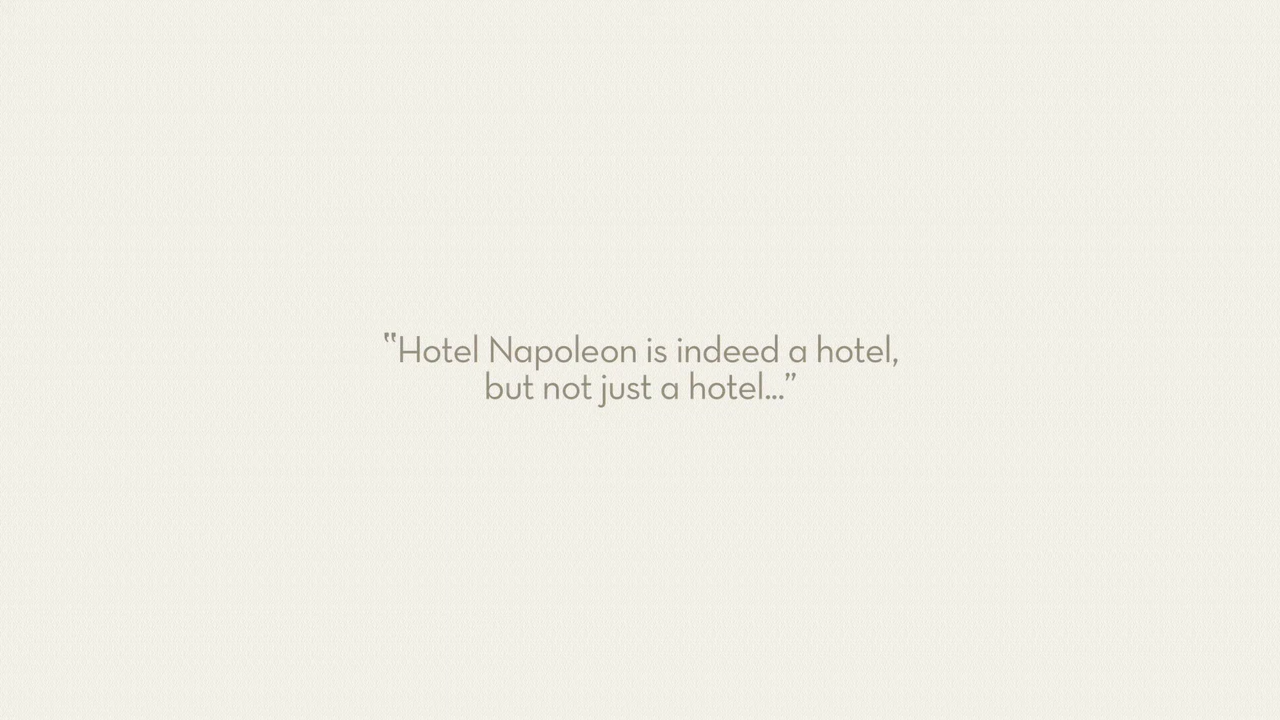 “Hotel Napoleon is indeed a hotel,
but not just a hotel...”